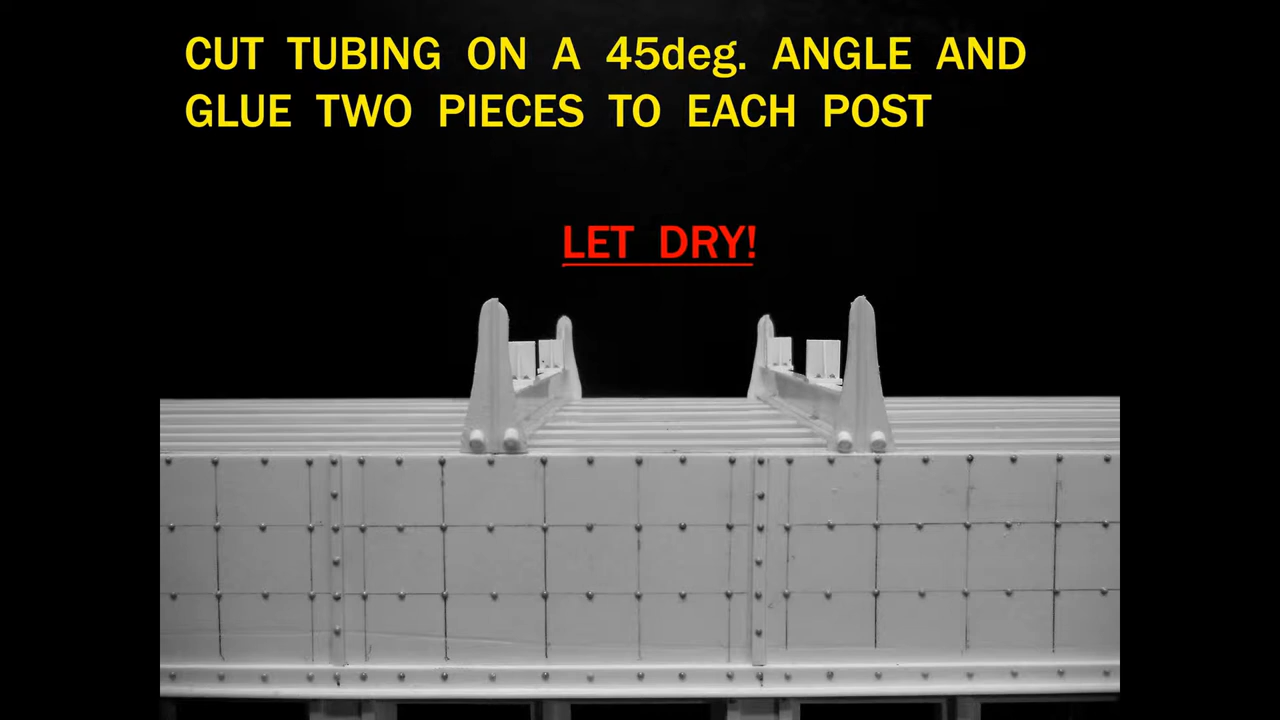 CUT TUBING ON A 45deg. ANGLE AND
GLUE TWO PIECES TO EACH POST
LET DRY!